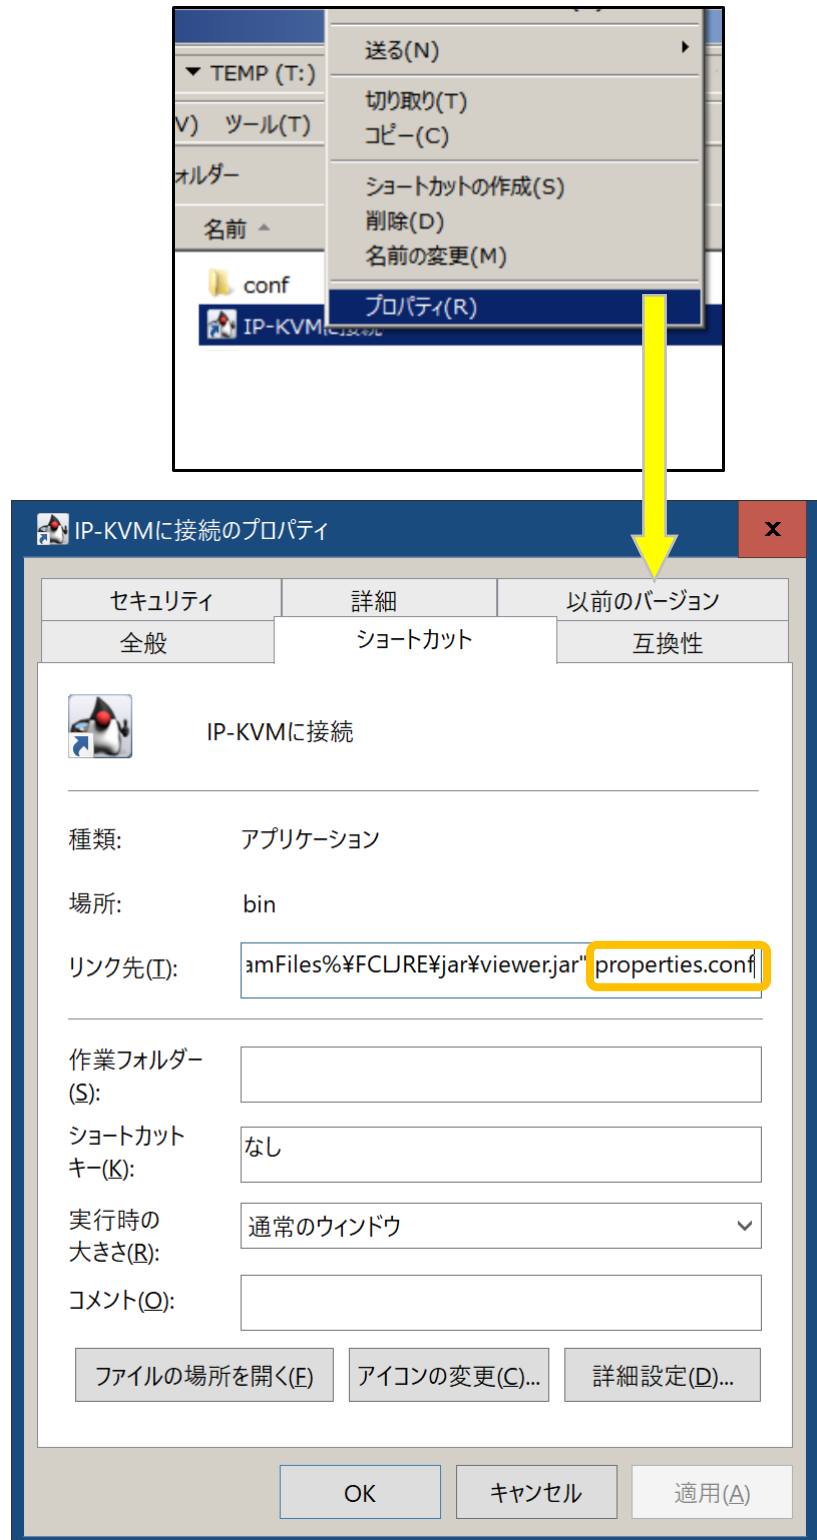 送る(N)
TEMP (T:)
切り取り(T)
V) ツール(T)
コピー(C)
ォルダー
ショートカットの作成(S)
削除(D)
名前
名前の変更(M)
conf
プロパティ(R)
IP-KVMに接続
IP-KVMに接続のプロパティ
x
セキュリティ 詳細 以前のバージョン
全般 ショートカット 互換性
IP-KVMに接続
種類: アプリケーション
場所: bin
リンク先(T): amFiles%¥FCLJRE¥jar¥viewer.jar" properties.conf
作業フォルダー
(S):
ショートカット
キー(K): なし
実行時の
大きさ(R): 通常のウィンドウ
コメント(O):
ファイルの場所を開く(F) アイコンの変更(C)... 詳細設定(D)...
OK キャンセル 適用(A)